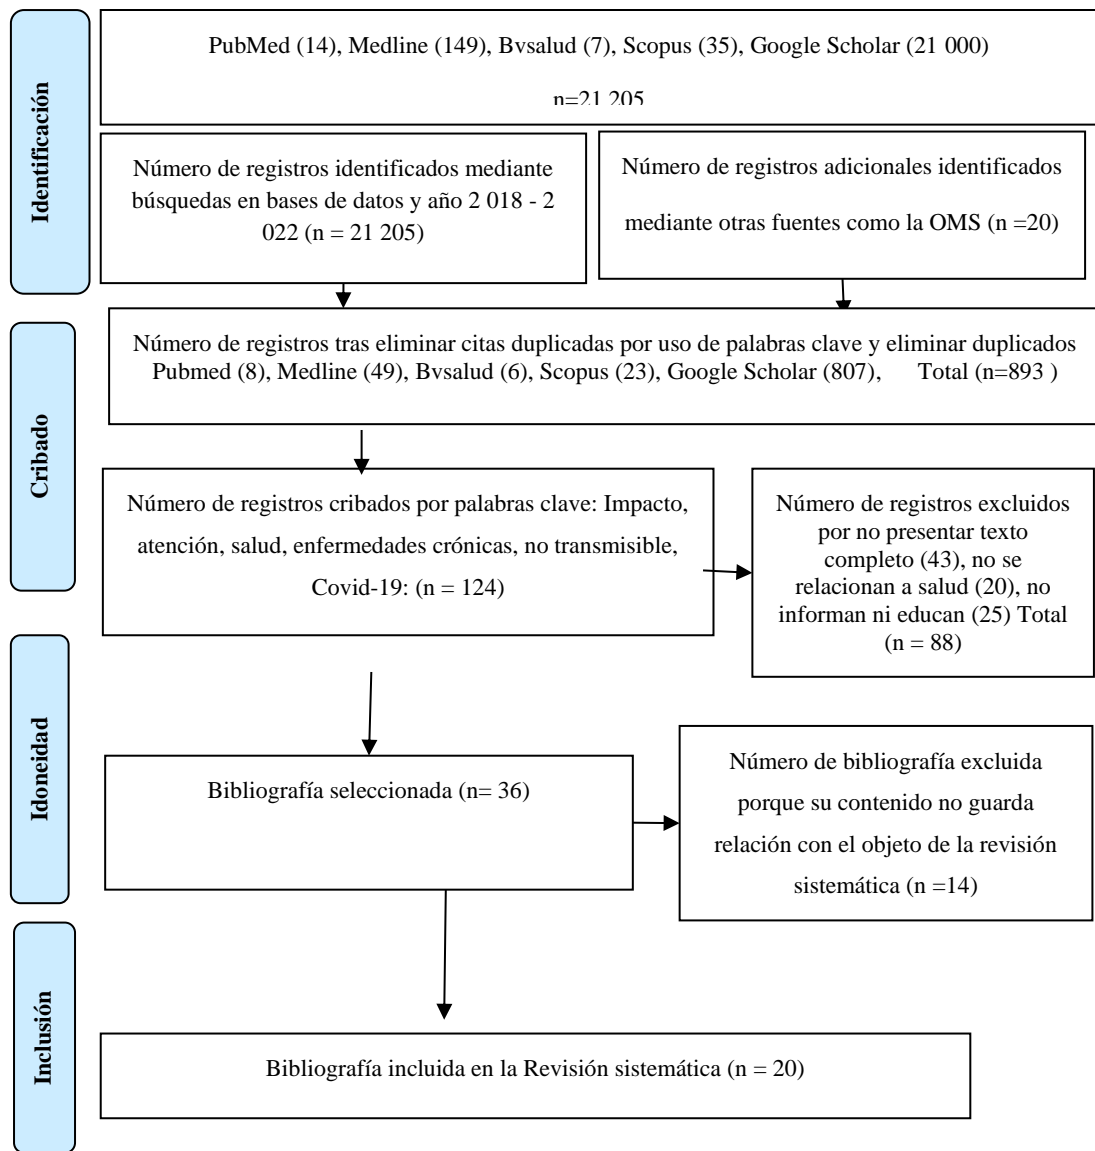 Identificación
PubMed (14), Medline (149), Bvsalud (7), Scopus (35), Google Scholar (21 000)
n=21 205
Número de registros identificados mediante
búsquedas en bases de datos y año 2 018 - 2
022 (n = 21 205)
Número de registros adicionales identificados
mediante otras fuentes como la OMS (n =20)
Cribado
Número de registros tras eliminar citas duplicadas por uso de palabras clave y eliminar duplicados
Pubmed (8), Medline (49), Bvsalud (6), Scopus (23), Google Scholar (807), Total (n=893 )
Número de registros cribados por palabras clave: Impacto,
atención, salud, enfermedades crónicas, no transmisible,
Covid-19: (n = 124)
Número de registros excluidos
por no presentar texto
completo (43), no se
relacionan a salud (20), no
informan ni educan (25) Total
(n = 88)
Idoneidad
Bibliografía seleccionada (n= 36)
Número de bibliografía excluida
porque su contenido no guarda
relación con el objeto de la revisión
sistemática (n =14)
Inclusión
Bibliografía incluida en la Revisión sistemática (n = 20)